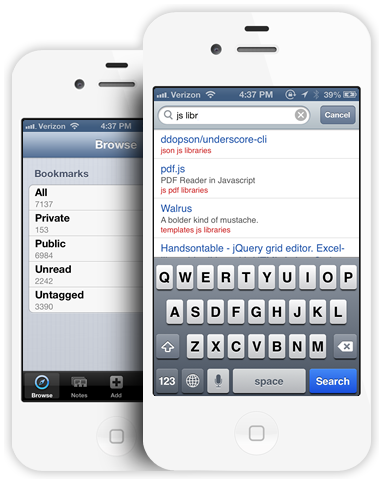 Verizon 4:37 PM
Browse
Bookmarks
All
7137
Private
153
Public
6984
Unread
2242
Untagged
3390
Browse Notes Add
Verizon 4:37 PM 39%
js libr
Cancel
ddopson/underscore-cli
json js libraries
pdf.js
PDF Reader in Javascript
js pdf libraries
Walrus
A bolder kind of mustache.
templates js libraries
Handsontable - jQuery grid editor. Excel-
Q W E R T Y U I O P
A S D F G H J K L
Z X C V B N M
123 space Search